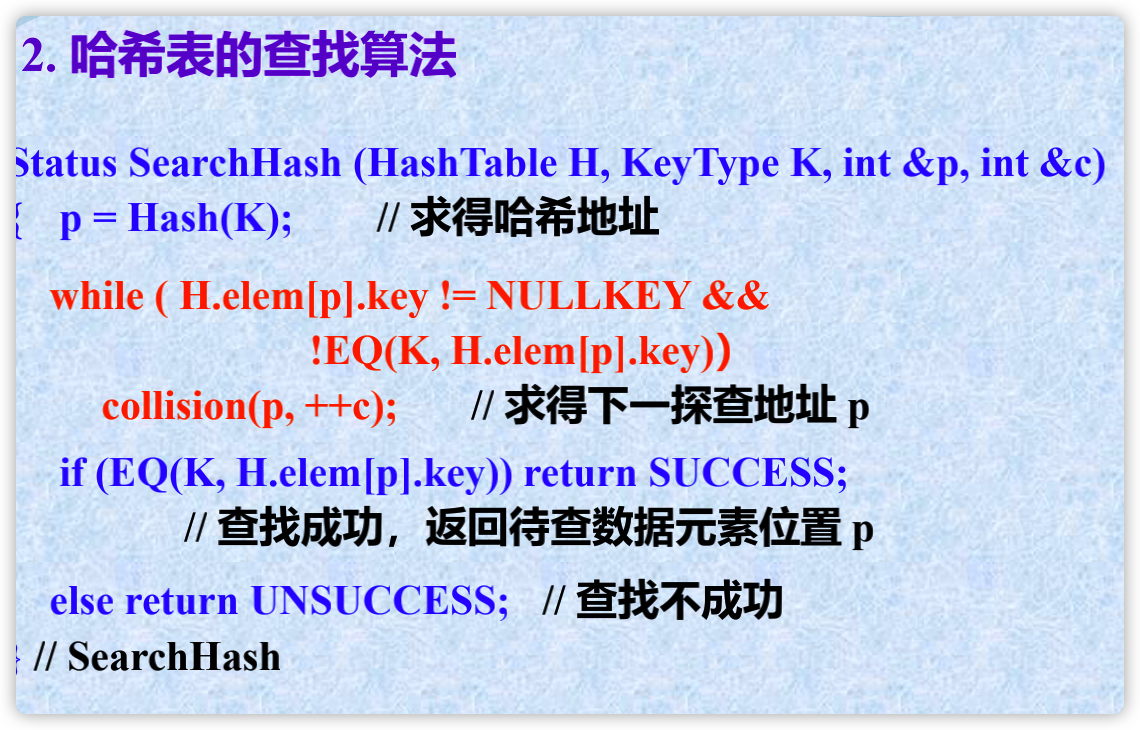 2. 哈希表的查找算法
Status SearchHash (HashTable H, KeyType K, int &p, int &c)
{ p = Hash(K); // 求得哈希地址
while ( H.elem[p].key != NULLKEY &&
!EQ(K, H.elem[p].key)）
collision(p, ++c); // 求得下一探查地址 p
if (EQ(K, H.elem[p].key)) return SUCCESS;
// 查找成功，返回待查数据元素位置 p
else return UNSUCCESS; // 查找不成功
} // SearchHash